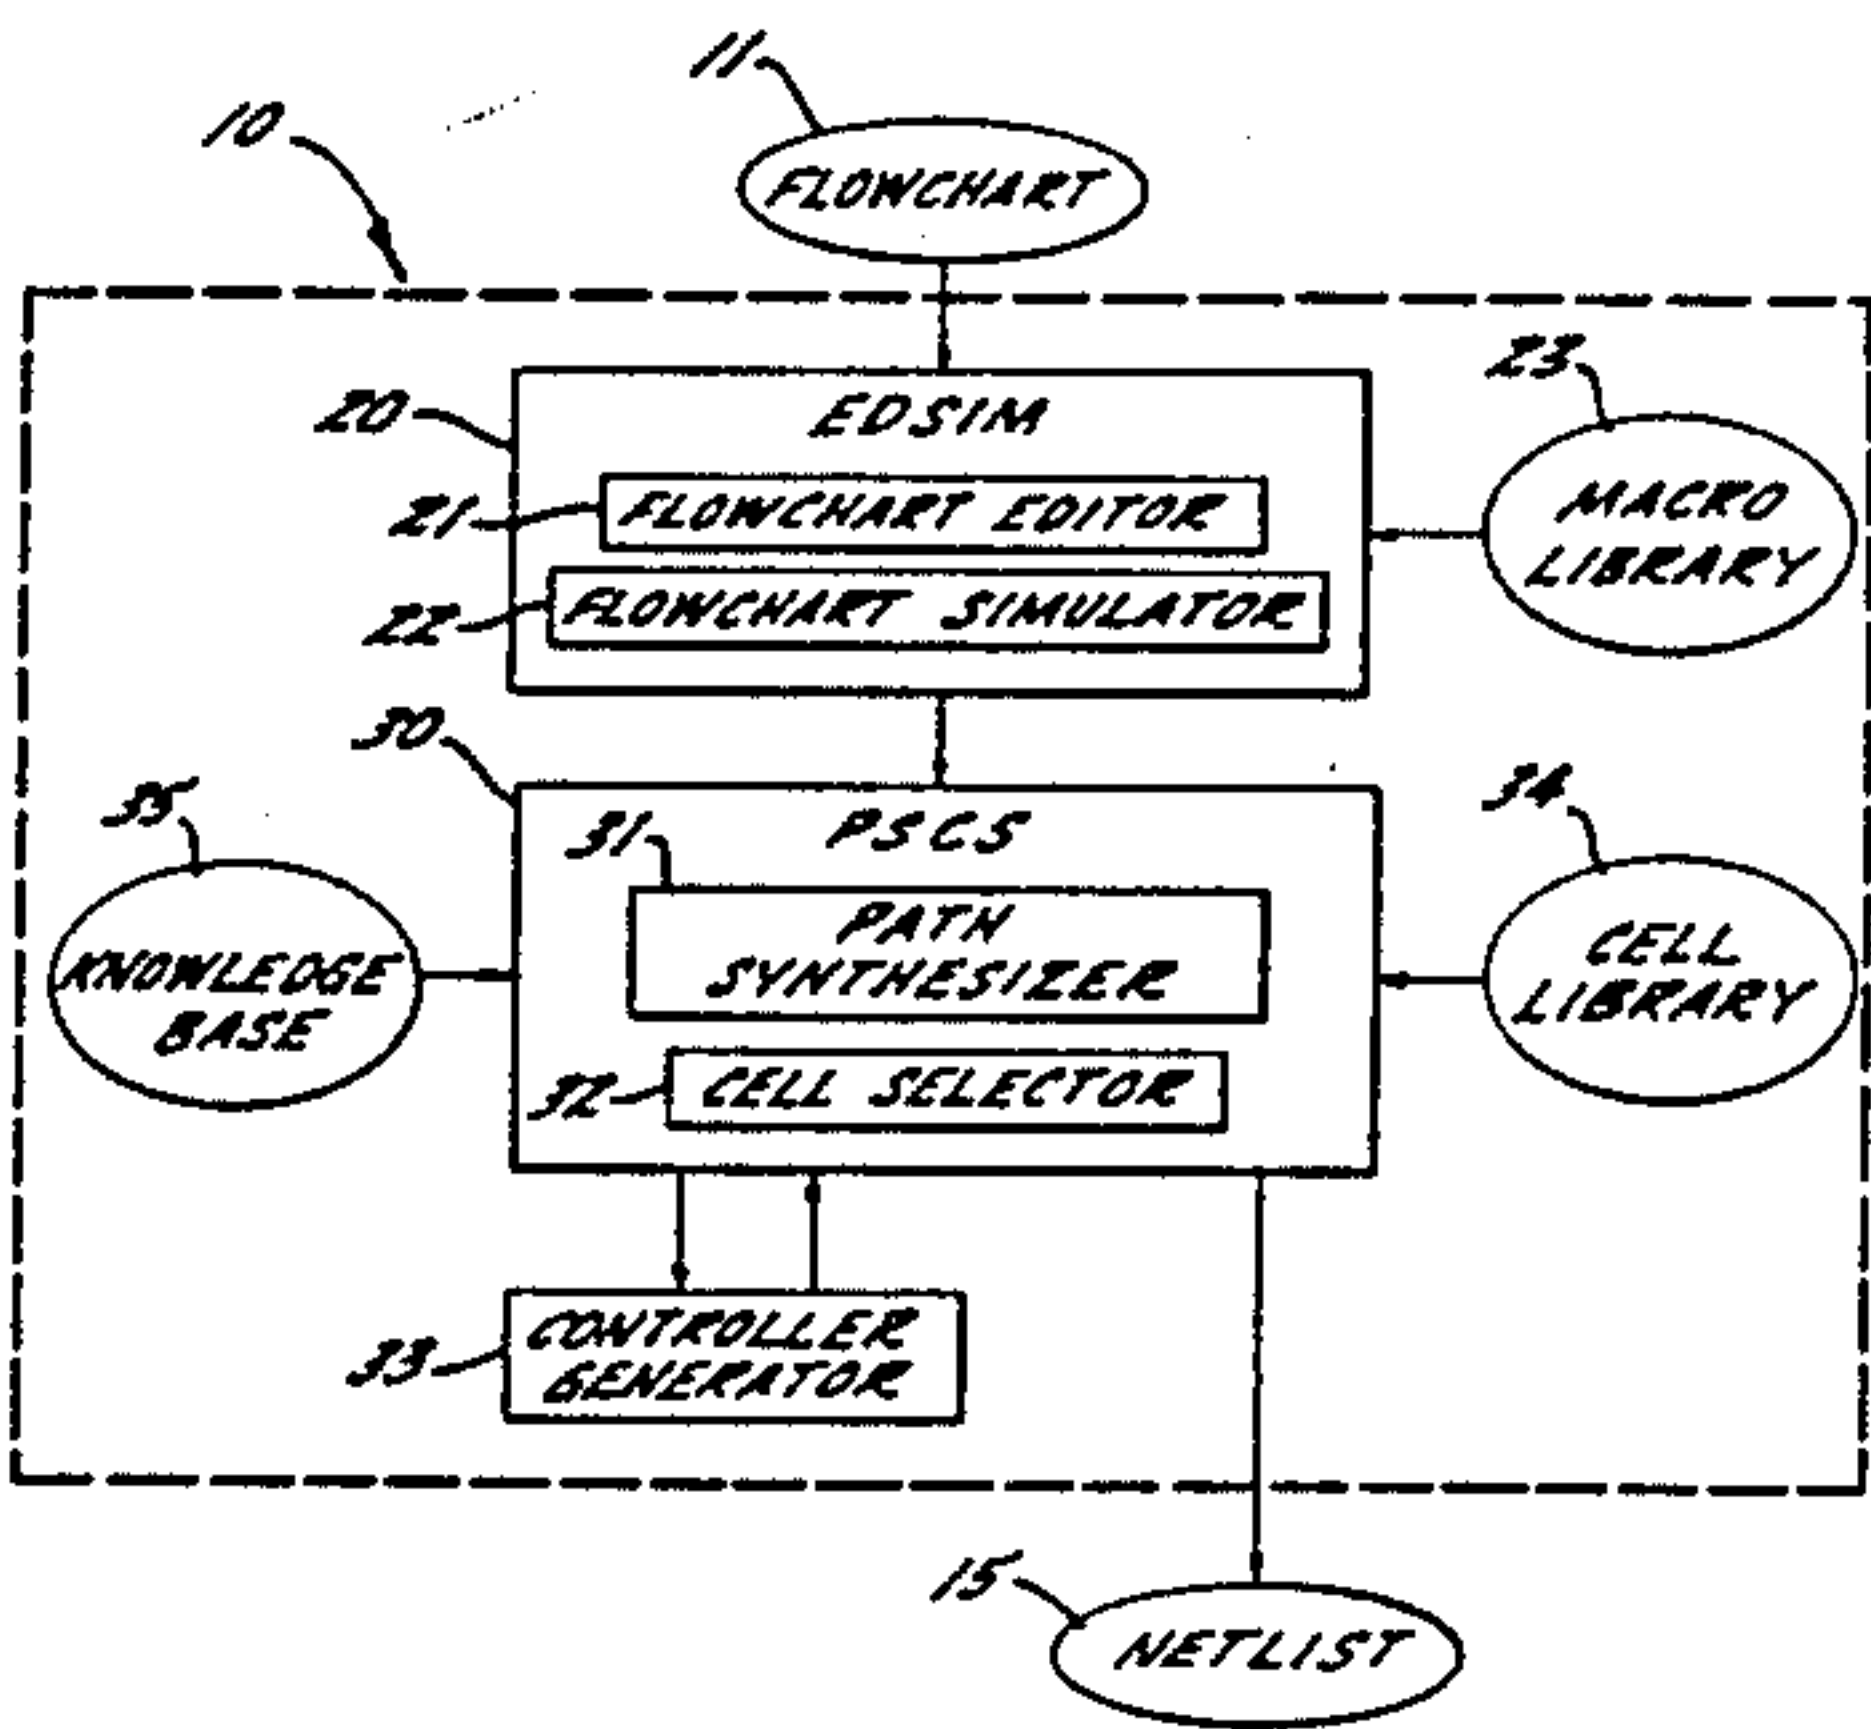 11
10
FLOWCHART
23
20
EDSIM
21
FLOWCHART EDITOR
MACRO
LIBRARY
22
FLOWCHART SIMULATOR
30
35
34
31
PSCS
PATH
SYNTHESIZER
KNOWLEDGE
BASE
CELL
LIBRARY
32
CELL SELECTOR
33
CONTROLLER
GENERATOR
15
NETLIST